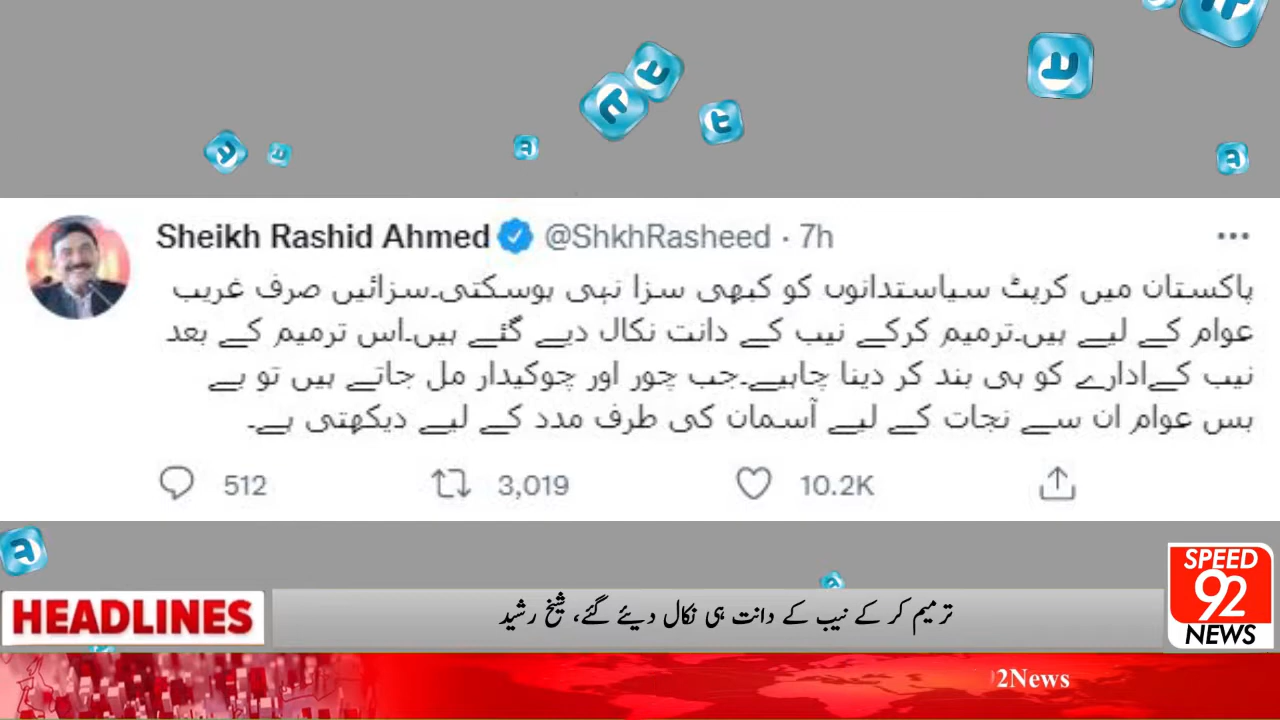 Sheikh Rashid Ahmed @ShkhRasheed · 7h
پاکستان میں کرپٹ سیاستدانوں کو کبھی سزا نہی ہوسکتی۔سزائیں صرف غریب
عوام کے لیے ہیں۔ترمیم کرکے نیب کے دانت نکال دیے گئے ہیں۔اس ترمیم کے بعد
نیب کےادارے کو ہی بند کر دینا چاہیے۔جب چور اور چوکیدار مل جاتے ہیں تو بے
بس عوام ان سے نجات کے لیے آسمان کی طرف مدد کے لیے دیکھتی ہے۔
512 3,019 10.2K
HEADLINES
ترمیم کر کے نیب کے دانت ہی نکال دیئے گئے، شیخ رشید
SPEED
92
NEWS
2News